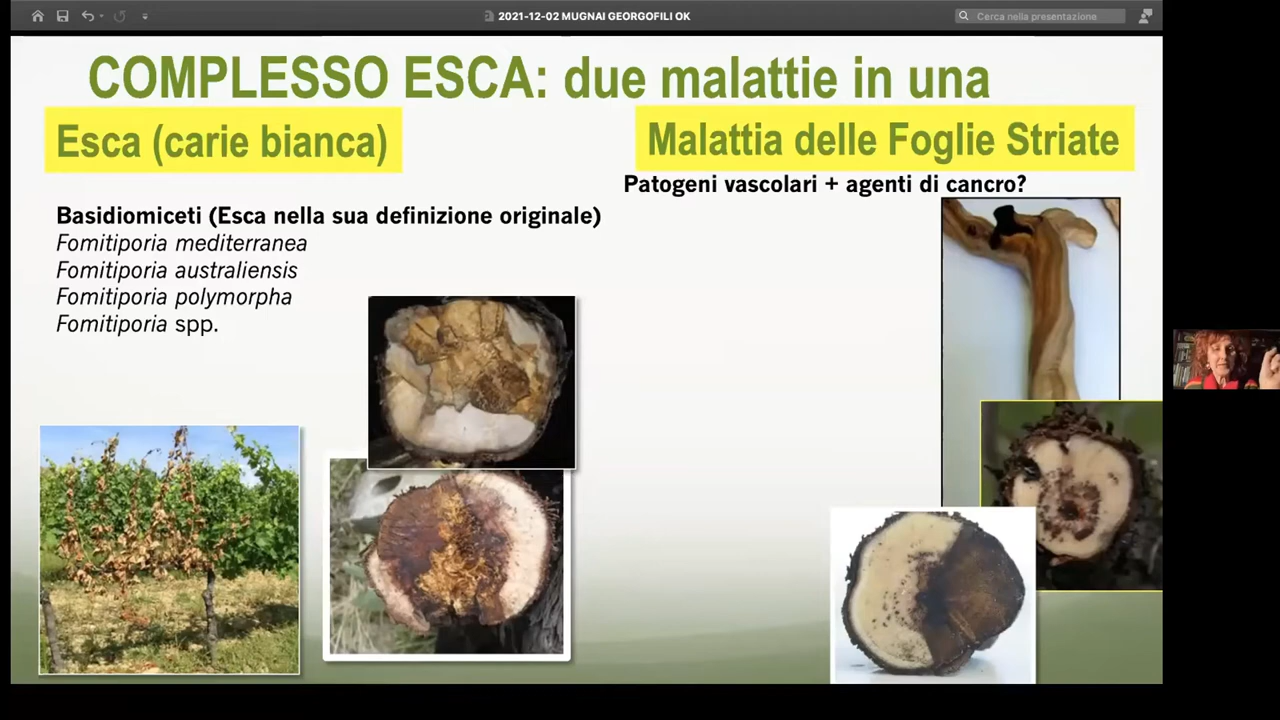 2021-12-02 MUGNAI GEORGOFILI OK
Cerca nella presentazione
COMPLESSO ESCA: due malattie in una
Esca (carie bianca)
Malattia delle Foglie Striate
Patogeni vascolari + agenti di cancro?
Basidiomiceti (Esca nella sua definizione originale)
Fomitiporia mediterranea
Fomitiporia australiensis
Fomitiporia polymorpha
Fomitiporia spp.